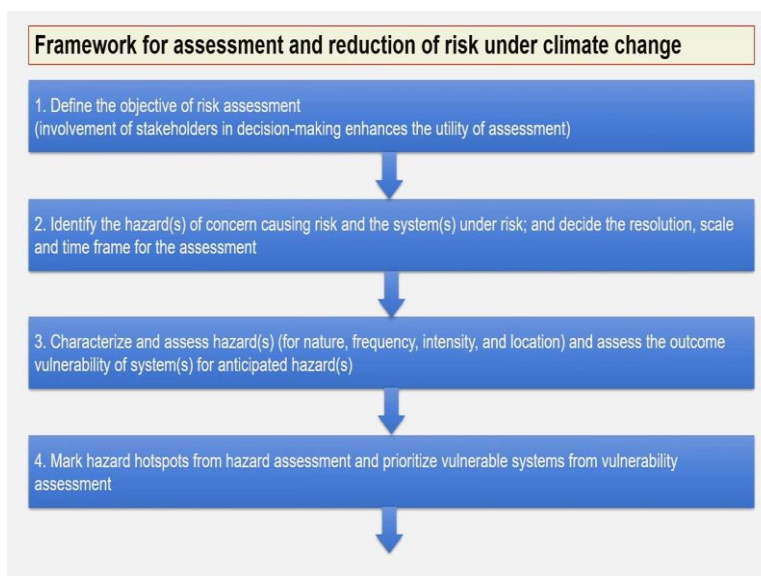 Framework for assessment and reduction of risk under climate change
1. Define the objective of risk assessment
(involvement of stakeholders in decision-making enhances the utility of assessment)
2. Identify the hazard(s) of concern causing risk and the system(s) under risk; and decide the resolution, scale
and time frame for the assessment
3. Characterize and assess hazard(s) (for nature, frequency, intensity, and location) and assess the outcome
vulnerability of system(s) for anticipated hazard(s)
4. Mark hazard hotspots from hazard assessment and prioritize vulnerable systems from vulnerability
assessment